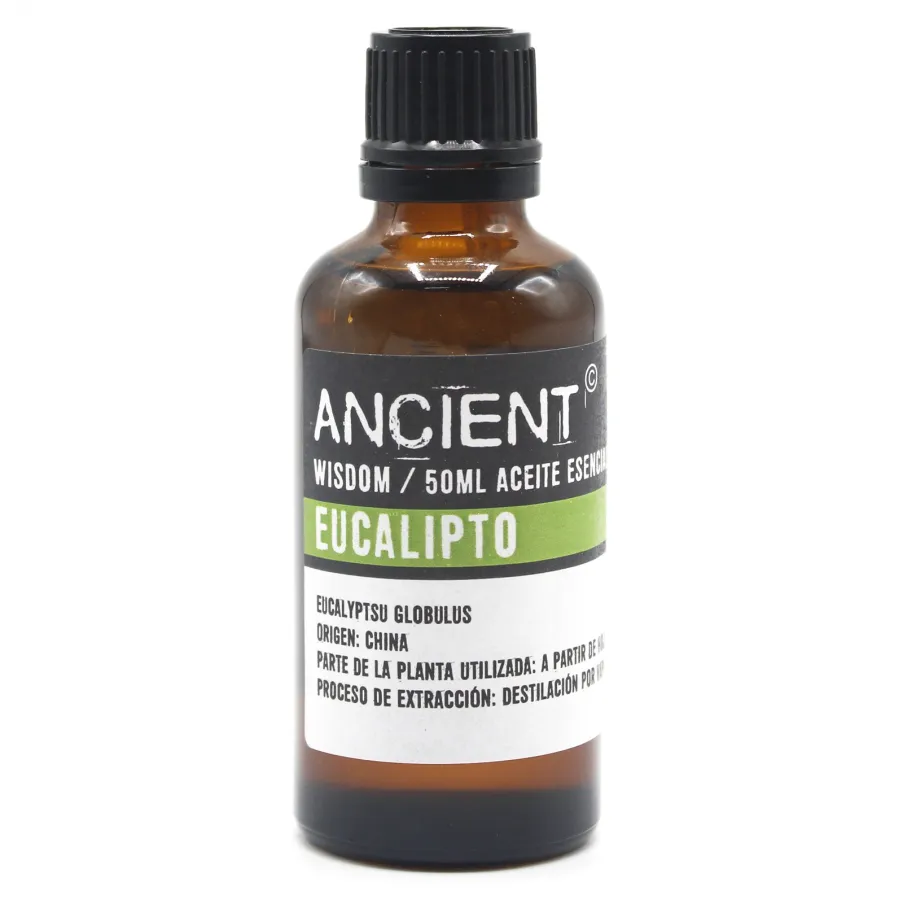 ANCIENT©
WISDOM / 50ML ACEITE
EUCALIPTO
EUCALYPTSU GLOBULUS
ORIGEN: CHINA
PARTE DE LA PLANTA UTILIZADA: A PARTIR DE
PROCESO DE EXTRACCIÓN: DESTILACIÓN POR